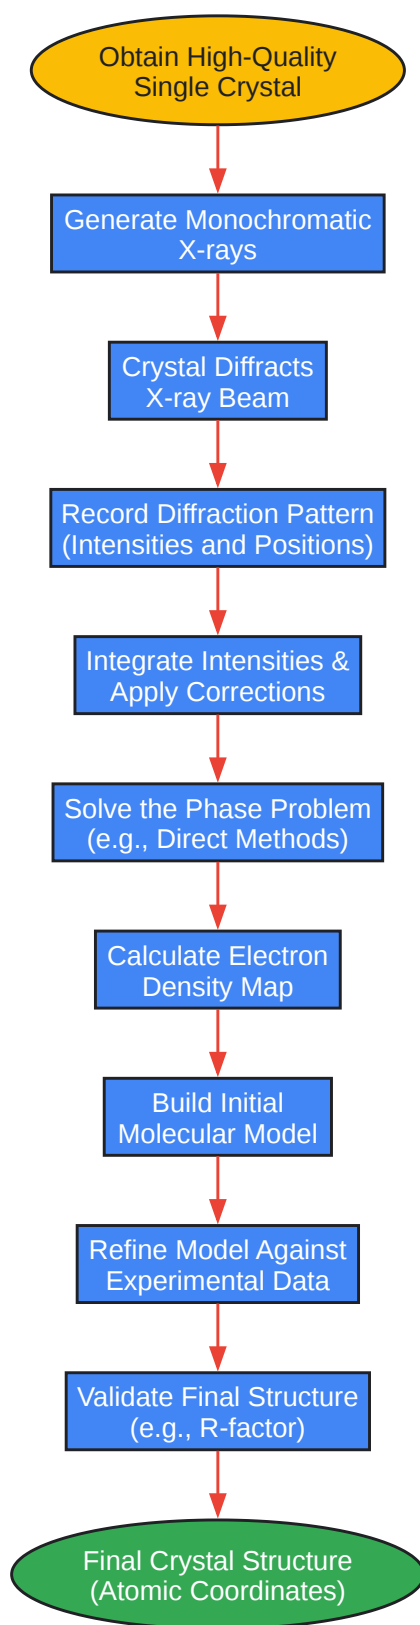 Obtain High-Quality
Single Crystal
Generate Monochromatic
X-rays
Crystal Diffracts
X-ray Beam
Record Diffraction Pattern
(Intensities and Positions)
Integrate Intensities &
Apply Corrections
Solve the Phase Problem
(e.g., Direct Methods)
Calculate Electron
Density Map
Build Initial
Molecular Model
Refine Model Against
Experimental Data
Validate Final Structure
(e.g., R-factor)
Final Crystal Structure
(Atomic Coordinates)